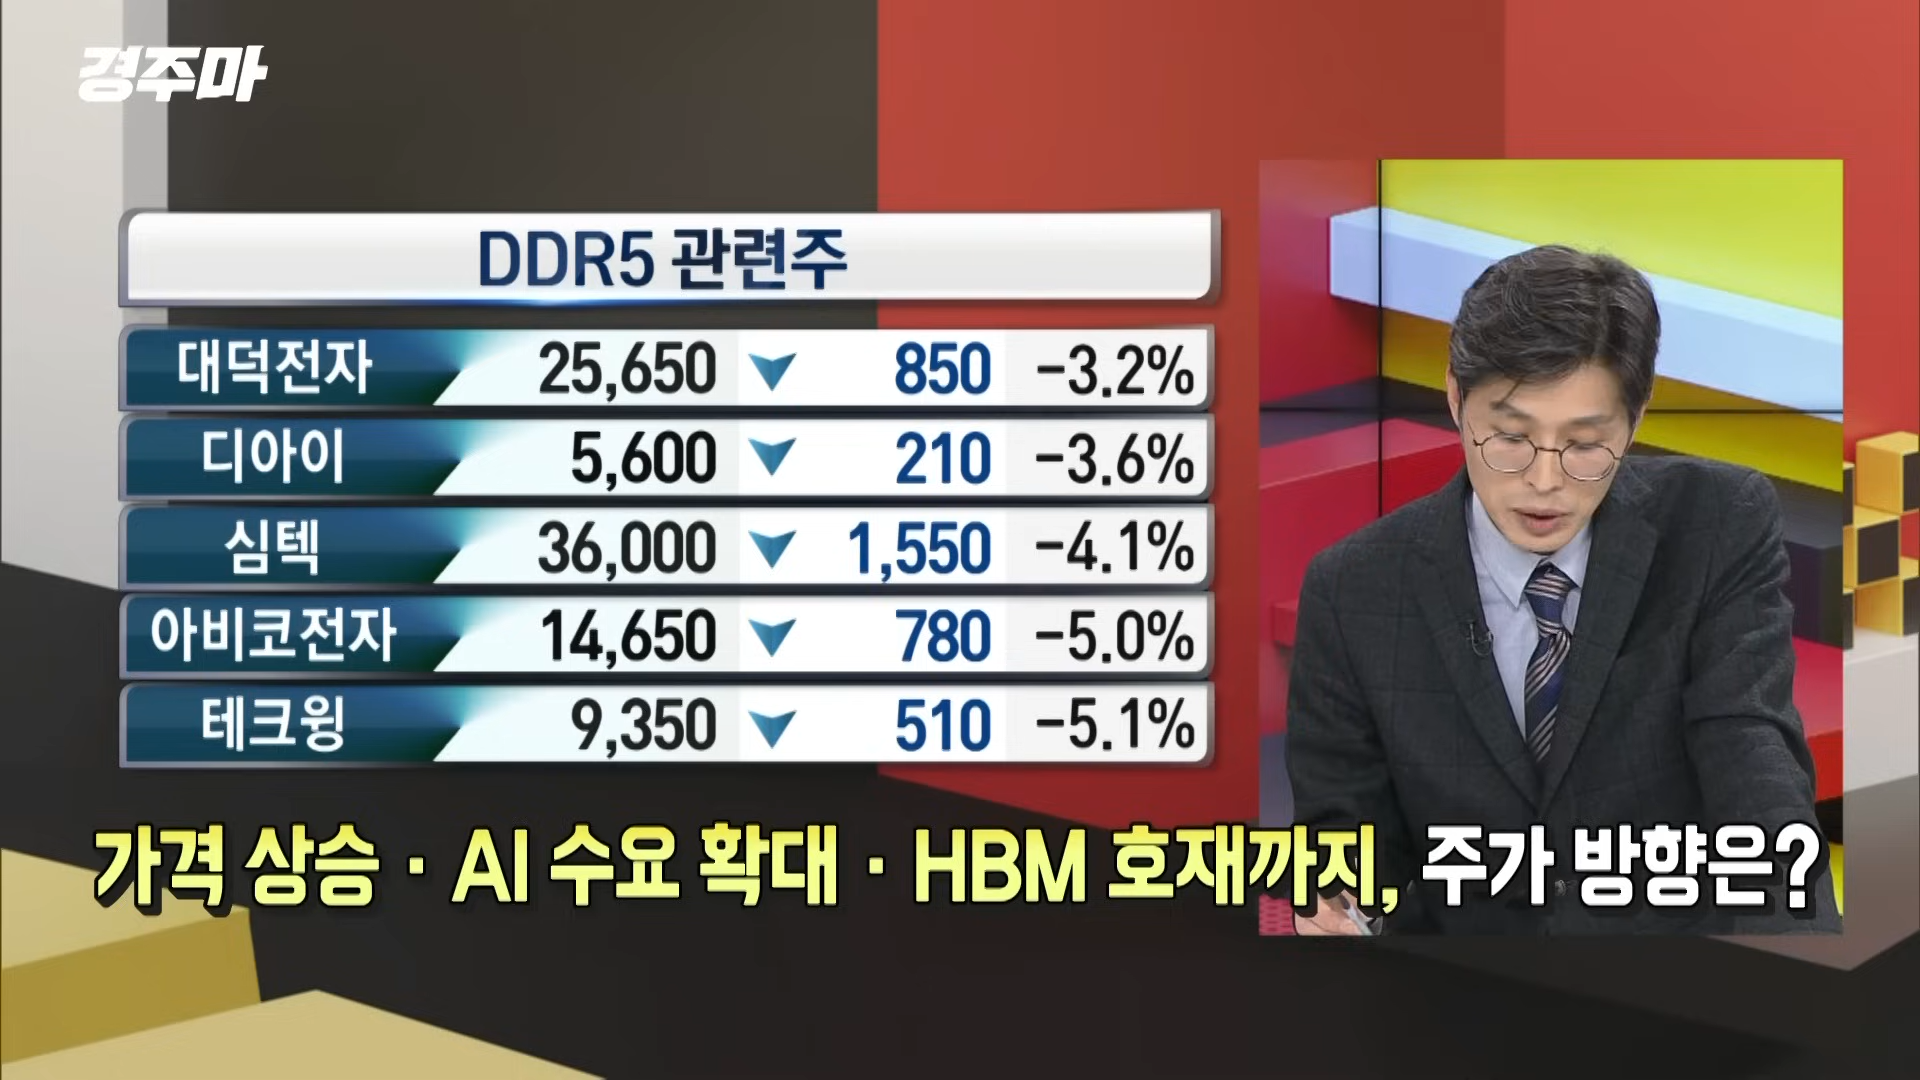 경주마
DDR5 관련주
대덕전자 25,650 ▼ 850 -3.2%
디아이 5,600 ▼ 210 -3.6%
심텍 36,000 ▼ 1,550 -4.1%
아비코전자 14,650 ▼ 780 -5.0%
테크윙 9,350 ▼ 510 -5.1%
가격 상승·AI 수요 확대·HBM 호재까지, 주가 방향은?